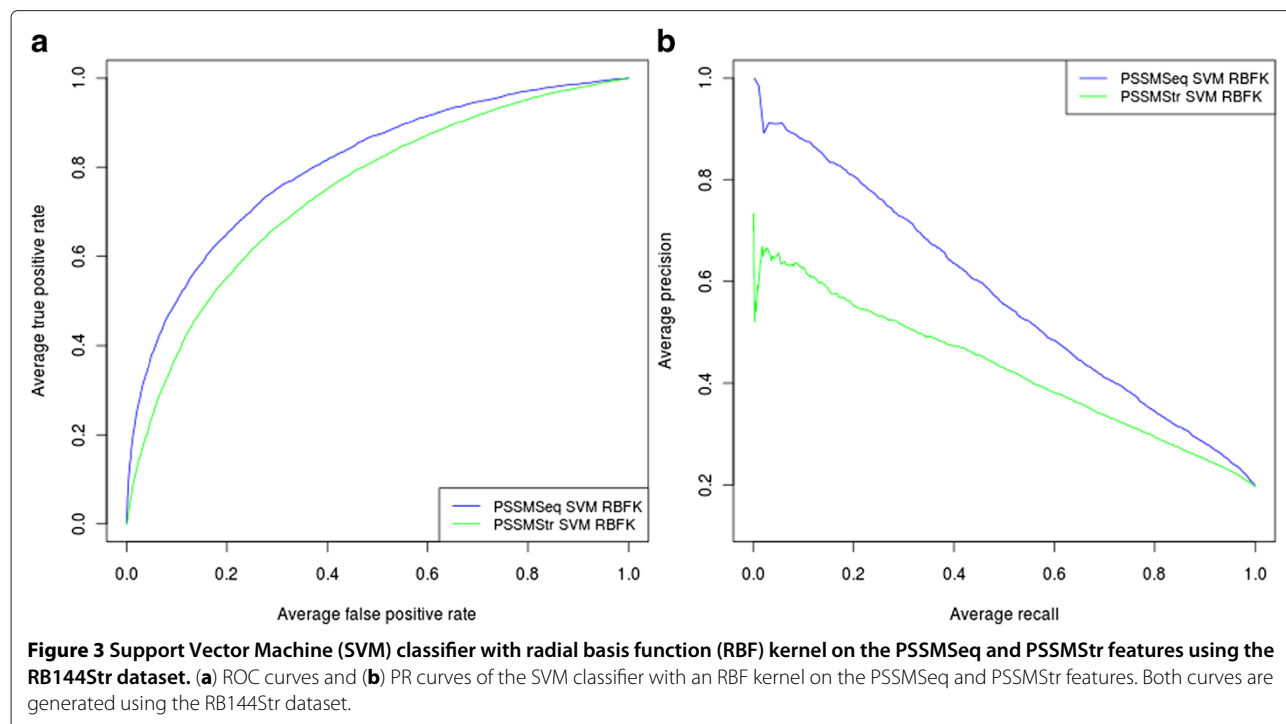 a
1.0
0.8
0.6
0.4
0.2
0.0
Average true positive rate
0.0 0.2 0.4 0.6 0.8 1.0
Average false positive rate
PSSMSeq SVM RBFK
PSSMStr SVM RBFK
b
1.0
0.8
0.6
0.4
0.2
Average precision
0.0 0.2 0.4 0.6 0.8 1.0
Average recall
PSSMSeq SVM RBFK
PSSMStr SVM RBFK
Figure 3 Support Vector Machine (SVM) classifier with radial basis function (RBF) kernel on the PSSMSeq and PSSMStr features using the
RB144Str dataset. (a) ROC curves and (b) PR curves of the SVM classifier with an RBF kernel on the PSSMSeq and PSSMStr features. Both curves are
generated using the RB144Str dataset.